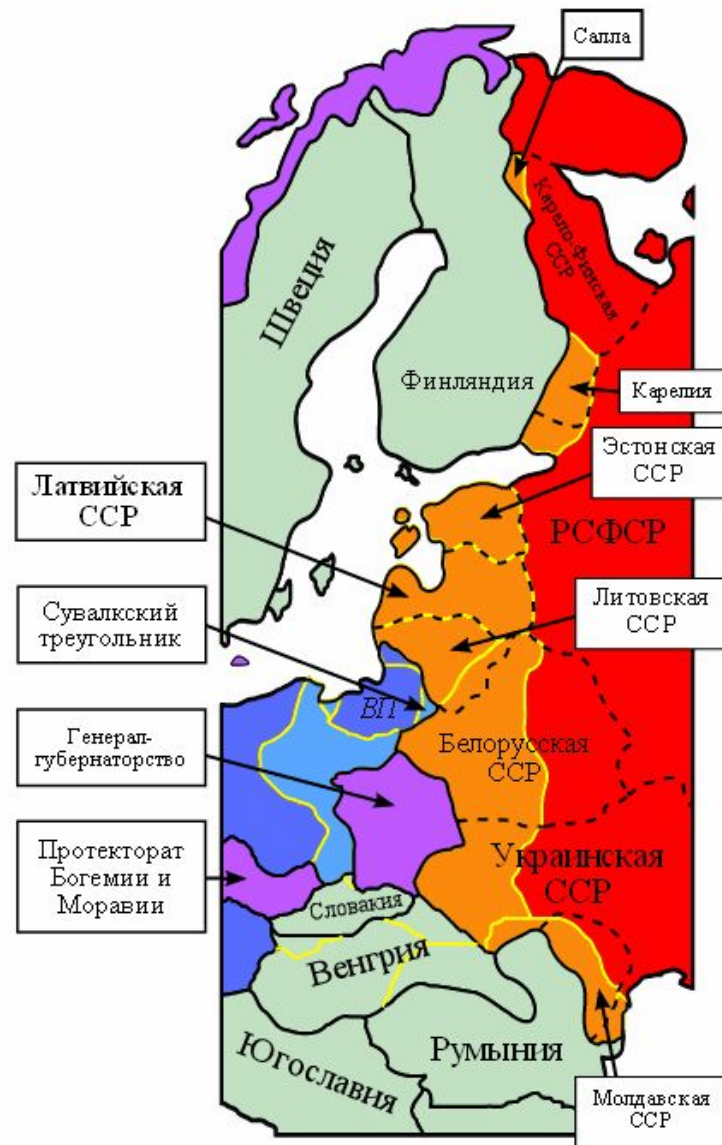 Салла
Карело-Финская
ССР
Швеция
Финляндия
Карелия
Эстонская
ССР
Латвийская
ССР
РСФСР
Сувалкский
треугольник
Литовская
ССР
ВП
Генерал-
губернаторство
Белорусская
ССР
Протекторат
Богемии и
Моравии
Украинская
ССР
Словакия
Венгрия
Югославия
Румыния
Молдавская
ССР